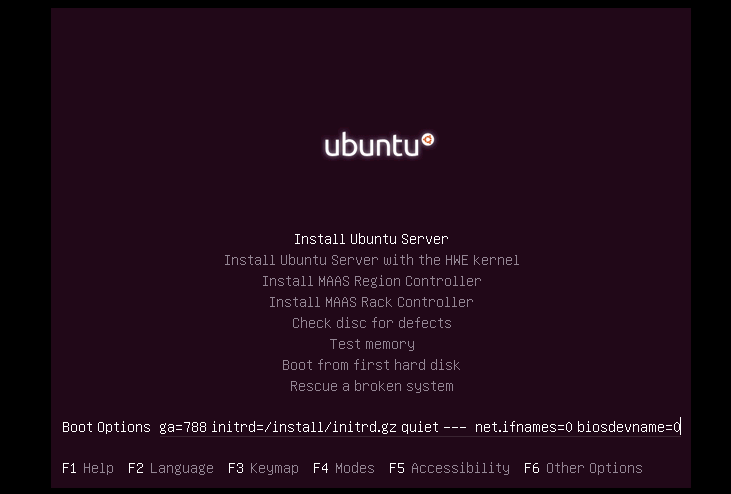 ubuntu
Install Ubuntu Server
Install Ubuntu Server with the HWE kernel
Install MAAS Region Controller
Install MAAS Rack Controller
Check disc for defects
Test memory
Boot from first hard disk
Rescue a broken system
Boot Options ga=788 initrd=/install/initrd.gz quiet --- net.ifnames=0 biosdevname=0
F1 Help F2 Language F3 Keymap F4 Modes F5 Accessibility F6 Other Options